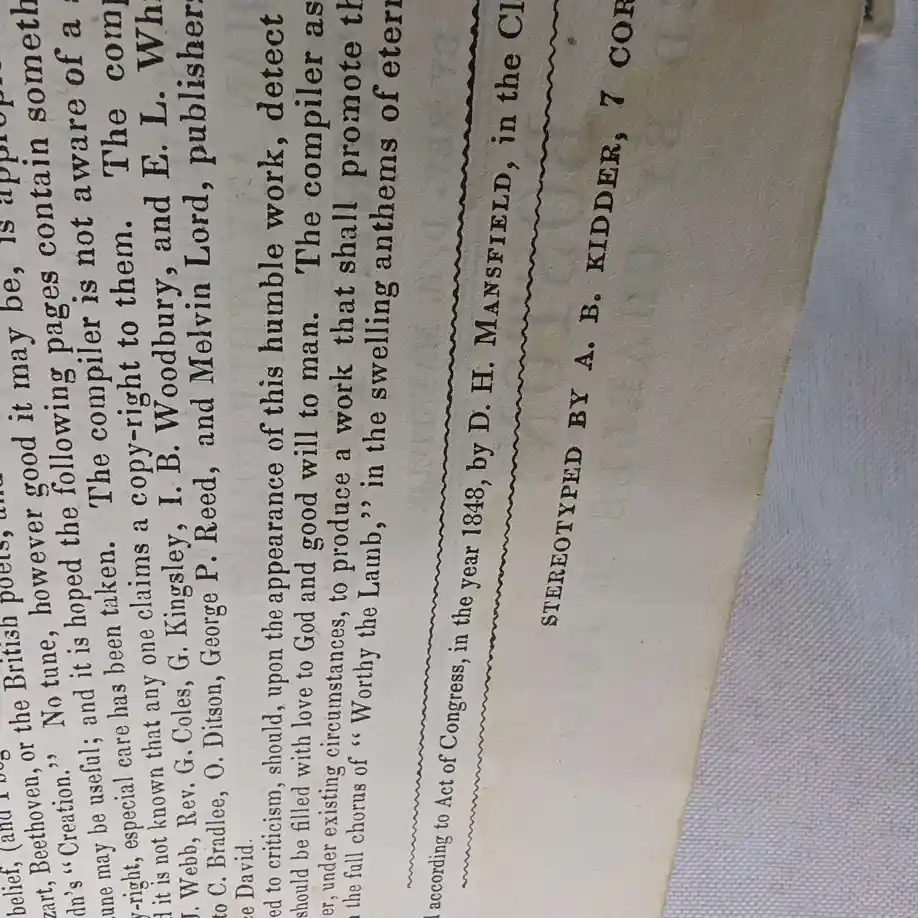 belief, (and I beg
zart, Beethoven, or the British poets, and
dn's "Creation." No tune, however good it may be, is
une may be useful; and it is hoped the following pages contain someth
y-right, especial care has been taken. The compiler is not aware of a
d it is not known that any one claims a copy-right to them. The comp
J. Webb, Rev. G. Coles, G. Kingsley, I. B. Woodbury, and E. L. Whi
to C. Bradlee, O. Ditson, George P. Reed, and Melvin Lord, publisher
e David.
ed to criticism, should, upon the appearance of this humble work, detect
should be filled with love to God and good will to man. The compiler as
er, under existing circumstances, to produce a work that shall promote th
n the full chorus of "Worthy the Lamb," in the swelling anthems of etern
d according to Act of Congress, in the year 1848, by D. H. MANSFIELD, in the Cl
STEREOTYPED BY A. B. KIDDER, 7 COR